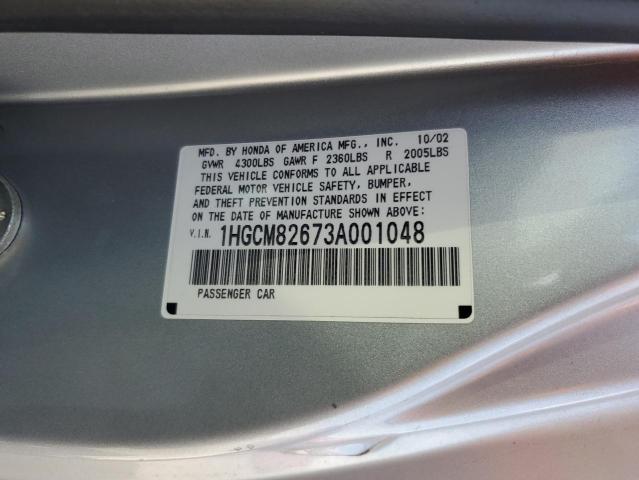 MFD. BY HONDA OF AMERICA MFG., INC. 10/02
GVWR 4300LBS GAWR F 2360LBS R 2005LBS
THIS VEHICLE CONFORMS TO ALL APPLICABLE
FEDERAL MOTOR VEHICLE SAFETY, BUMPER,
AND THEFT PREVENTION STANDARDS IN EFFECT
ON THE DATE OF MANUFACTURE SHOWN ABOVE:
V.I.N. 1HGCM82673A001048
PASSENGER CAR